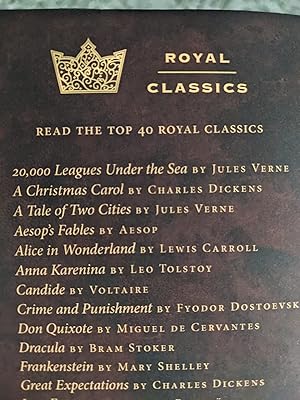 ROYAL
CLASSICS
READ THE TOP 40 ROYAL CLASSICS
20,000 Leagues Under the Sea BY JULES VERNE
A Christmas Carol BY CHARLES DICKENS
A Tale of Two Cities BY JULES VERNE
Aesop's Fables BY AESOP
Alice in Wonderland BY LEWIS CARROLL
Anna Karenina BY LEO TOLSTOY
Candide BY VOLTAIRE
Crime and Punishment BY FYODOR DOSTOEVSK
Don Quixote BY MIGUEL DE CERVANTES
Dracula BY BRAM STOKER
Frankenstein BY MARY SHELLEY
Great Expectations BY CHARLES DICKENS